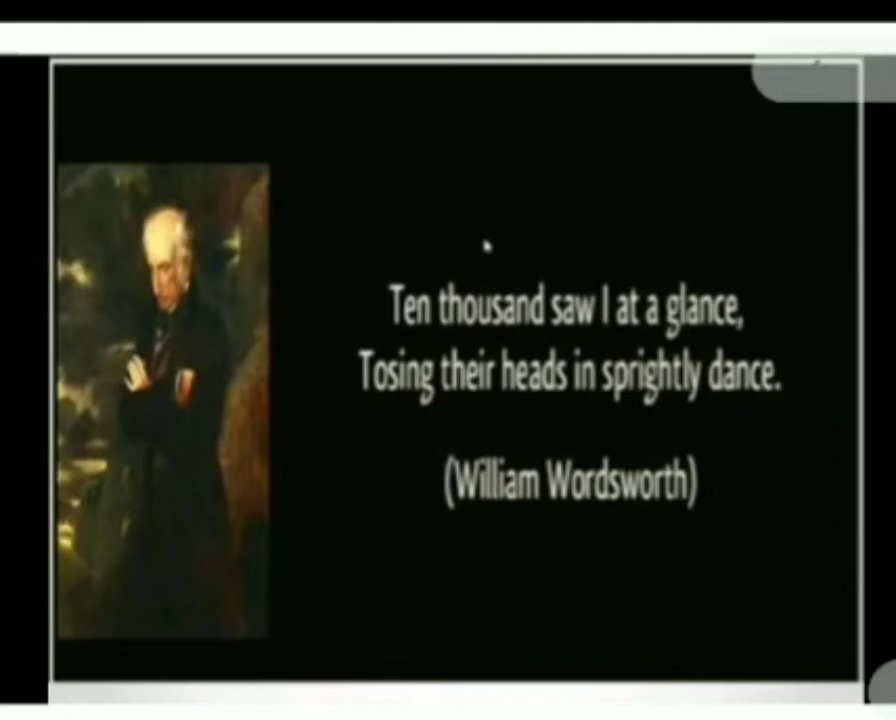 Ten thousand saw I at a glance,
Tosing their heads in sprightly dance.
(William Wordsworth)